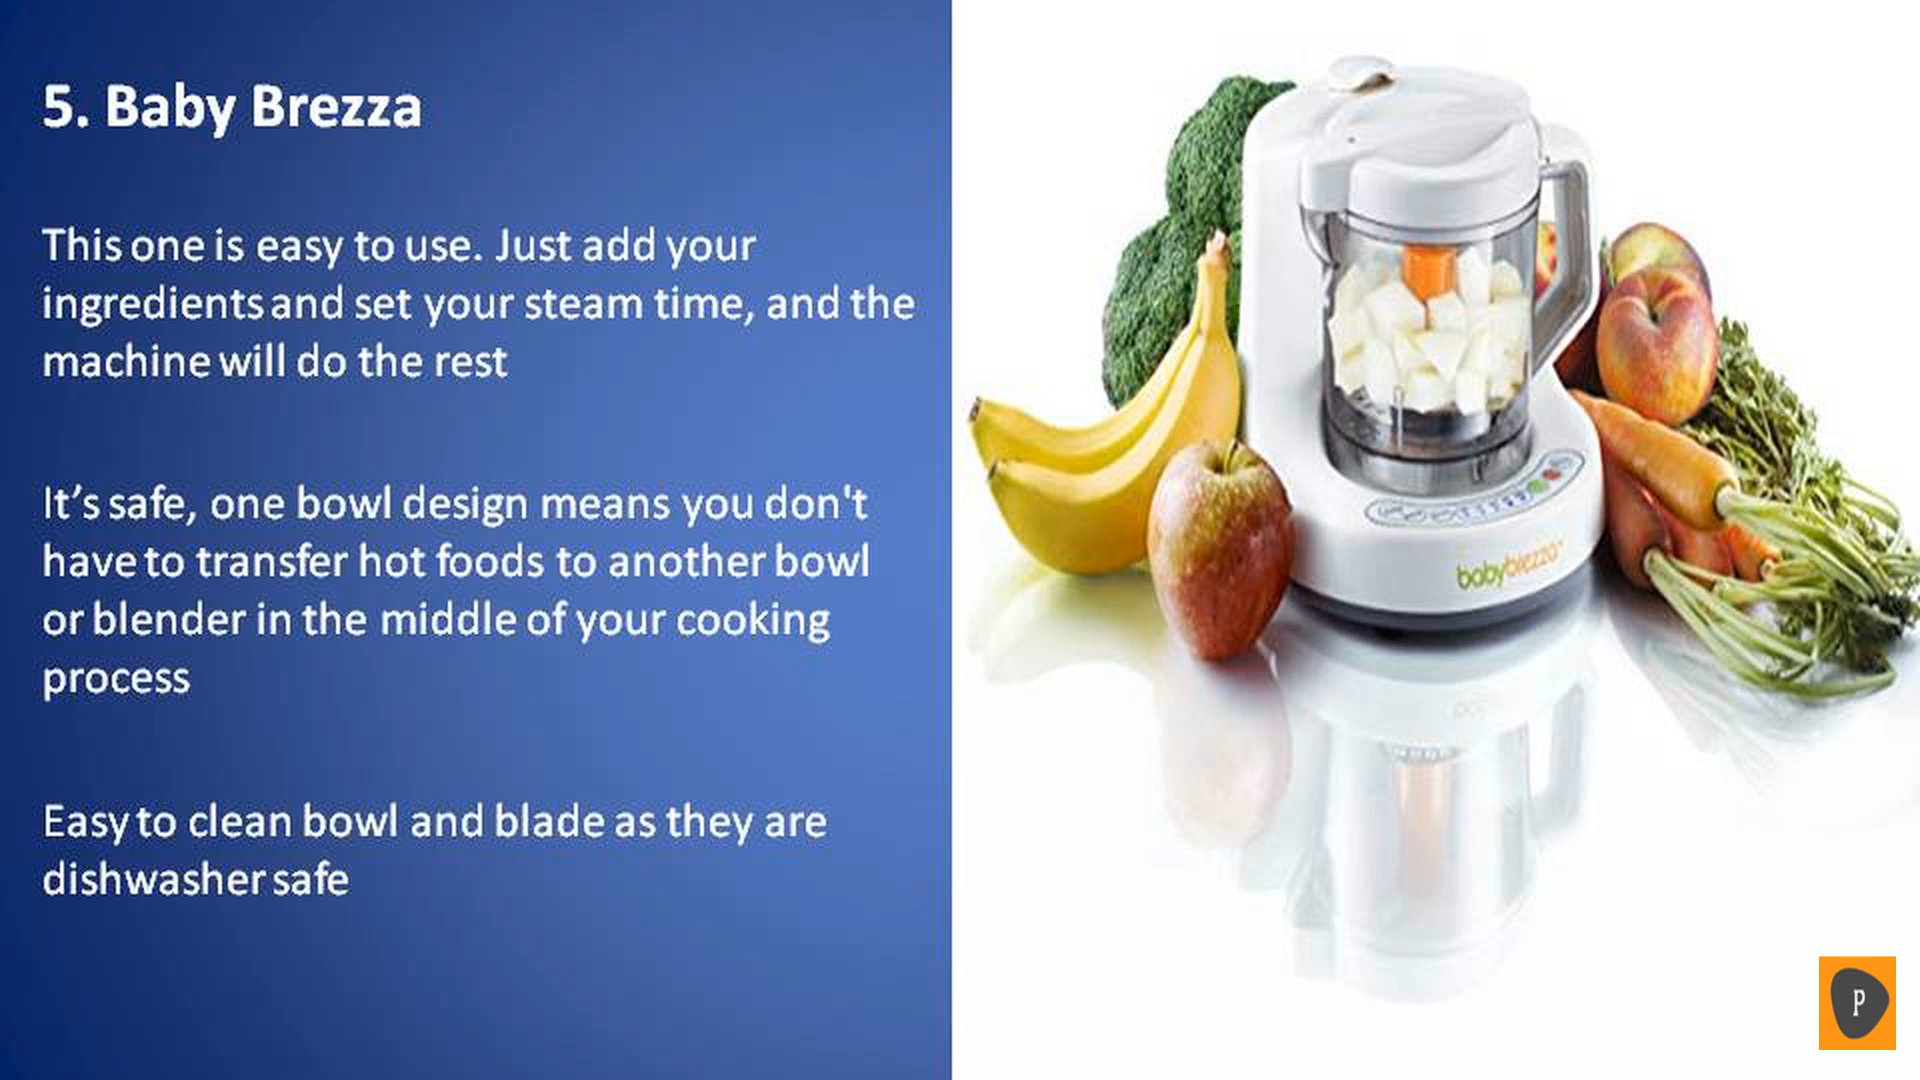 5. Baby Brezza
This one is easy to use. Just add your
ingredients and set your steam time, and the
machine will do the rest
It’s safe, one bowl design means you don't
have to transfer hot foods to another bowl
or blender in the middle of your cooking
process
Easy to clean bowl and blade as they are
dishwasher safe
babybrezza
P